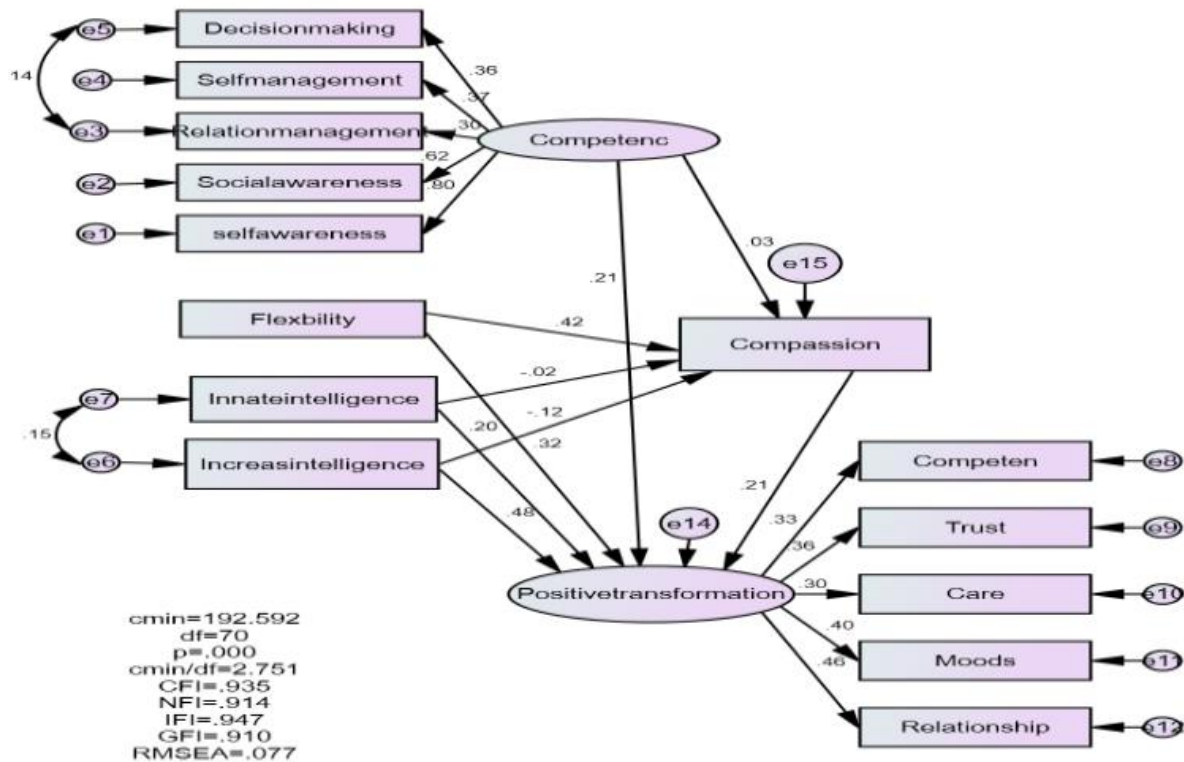 e5
Decisionmaking
.36
14
e4
Selfmanagement
.37
e3
Relationmanagement
.30
Competenc
e2
Socialawareness
.62
e1
selfawareness
.80
.03
.21
e15
Flexbility
.42
Compassion
e7
Innateintelligence
-.02
.15
.20
-.12
.32
e6
Increasintelligence
Competen
e8
.48
.21
.33
e14
Trust
e9
.36
Positivetransformation
.30
Care
e10
.40
Moods
e11
.46
Relationship
e12
cmin=192.592
df=70
p=.000
cmin/df=2.751
CFI=.935
NFI=.914
IFI=.947
GFI=.910
RMSEA=.077